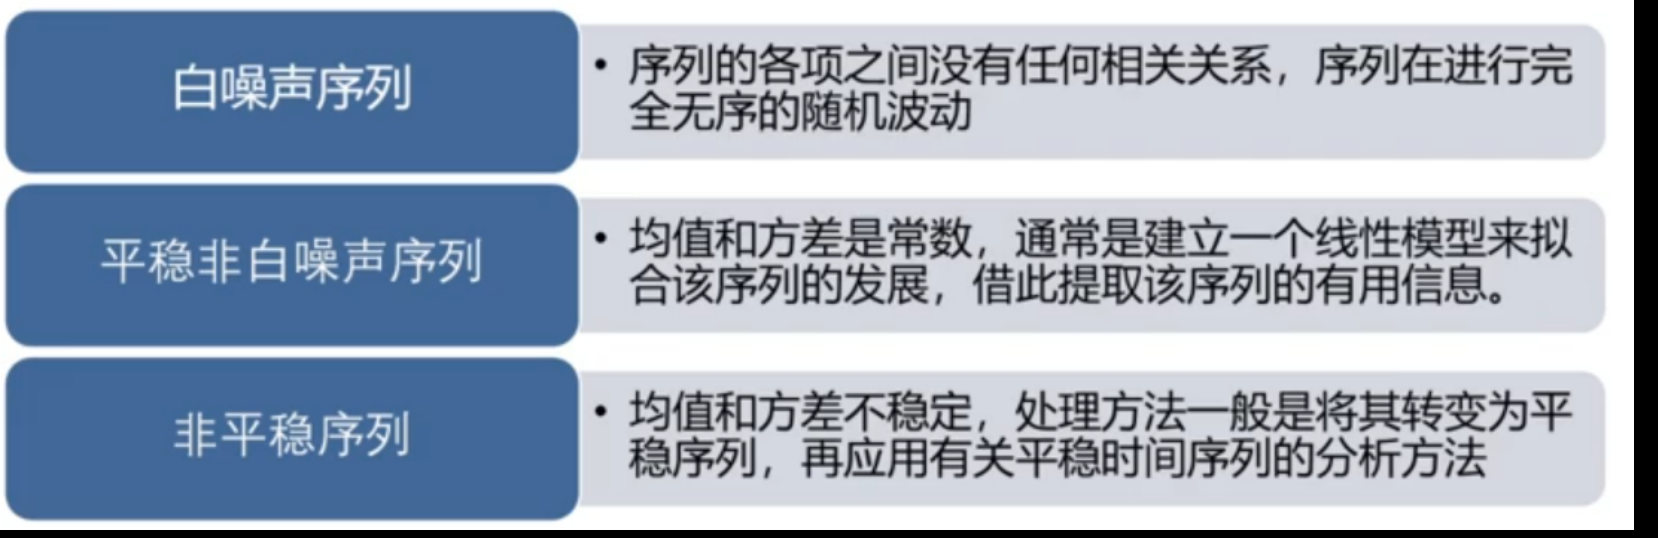 白噪声序列
• 序列的各项之间没有任何相关关系，序列在进行完
全无序的随机波动
平稳非白噪声序列
• 均值和方差是常数，通常是建立一个线性模型来拟
合该序列的发展，借此提取该序列的有用信息。
非平稳序列
• 均值和方差不稳定，处理方法一般是将其转变为平
稳序列，再应用有关平稳时间序列的分析方法